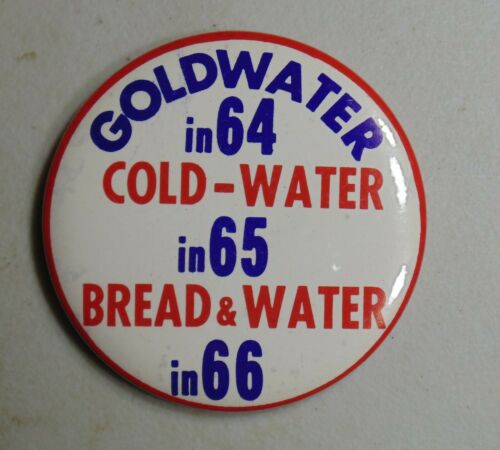 GOLDWATER
in 64
COLD-WATER
in 65
BREAD & WATER
in 66